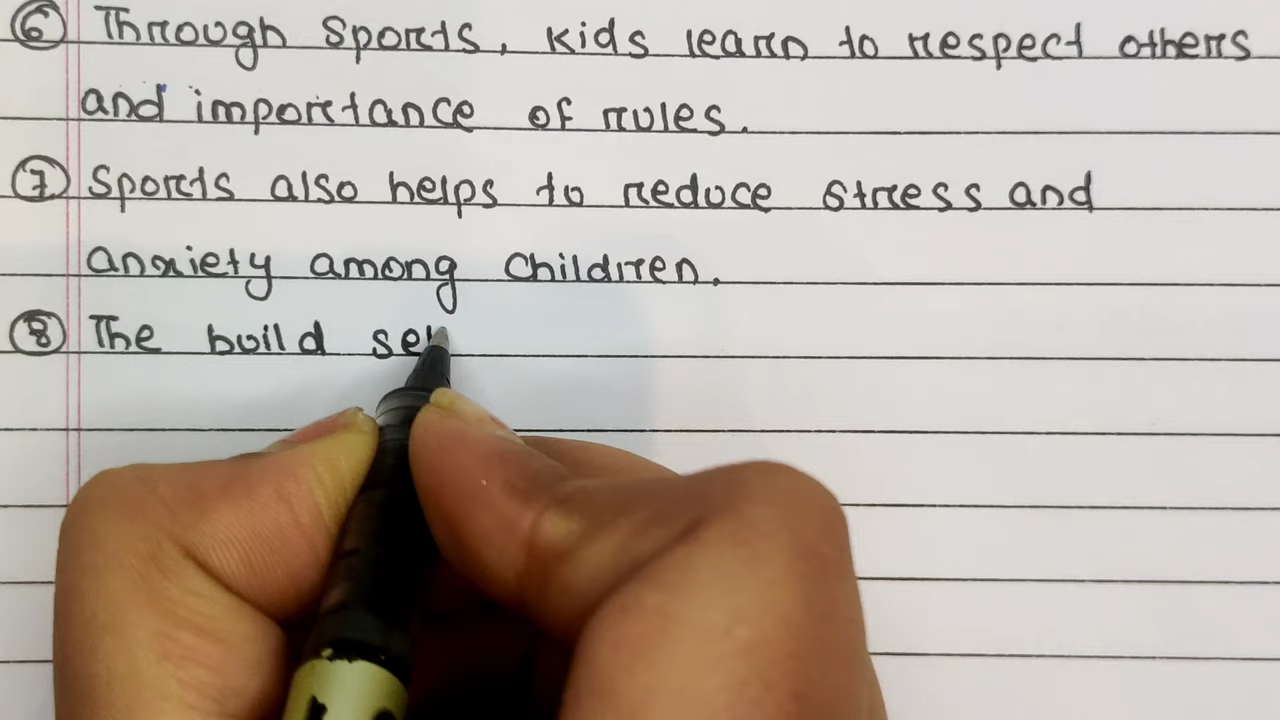 ⑥ Through sports, kids learn to respect others
and importance of rules.
⑦ Sports also helps to reduce stress and
anxiety among children.
⑧ The build